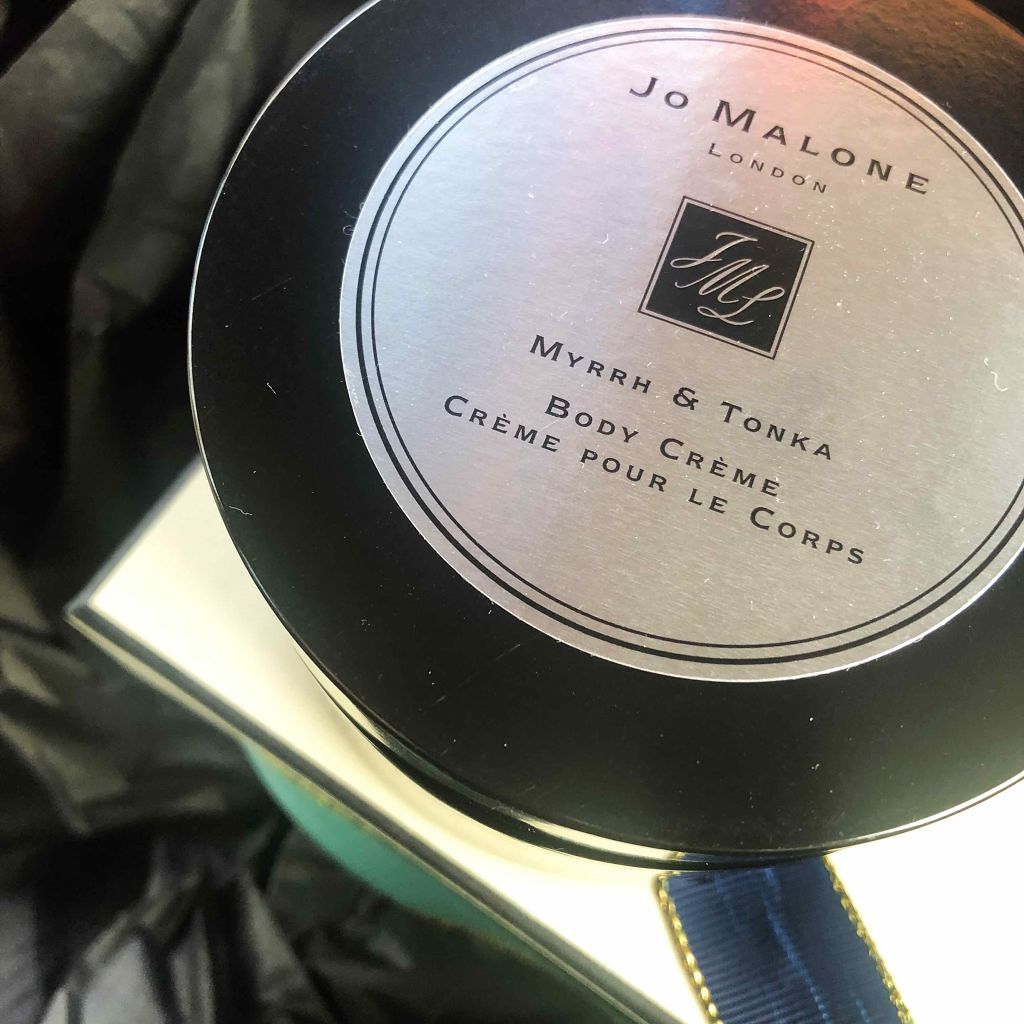 Jo Malone
London
JML
Myrrh & Tonka
Body Crème
Crème pour le Corps